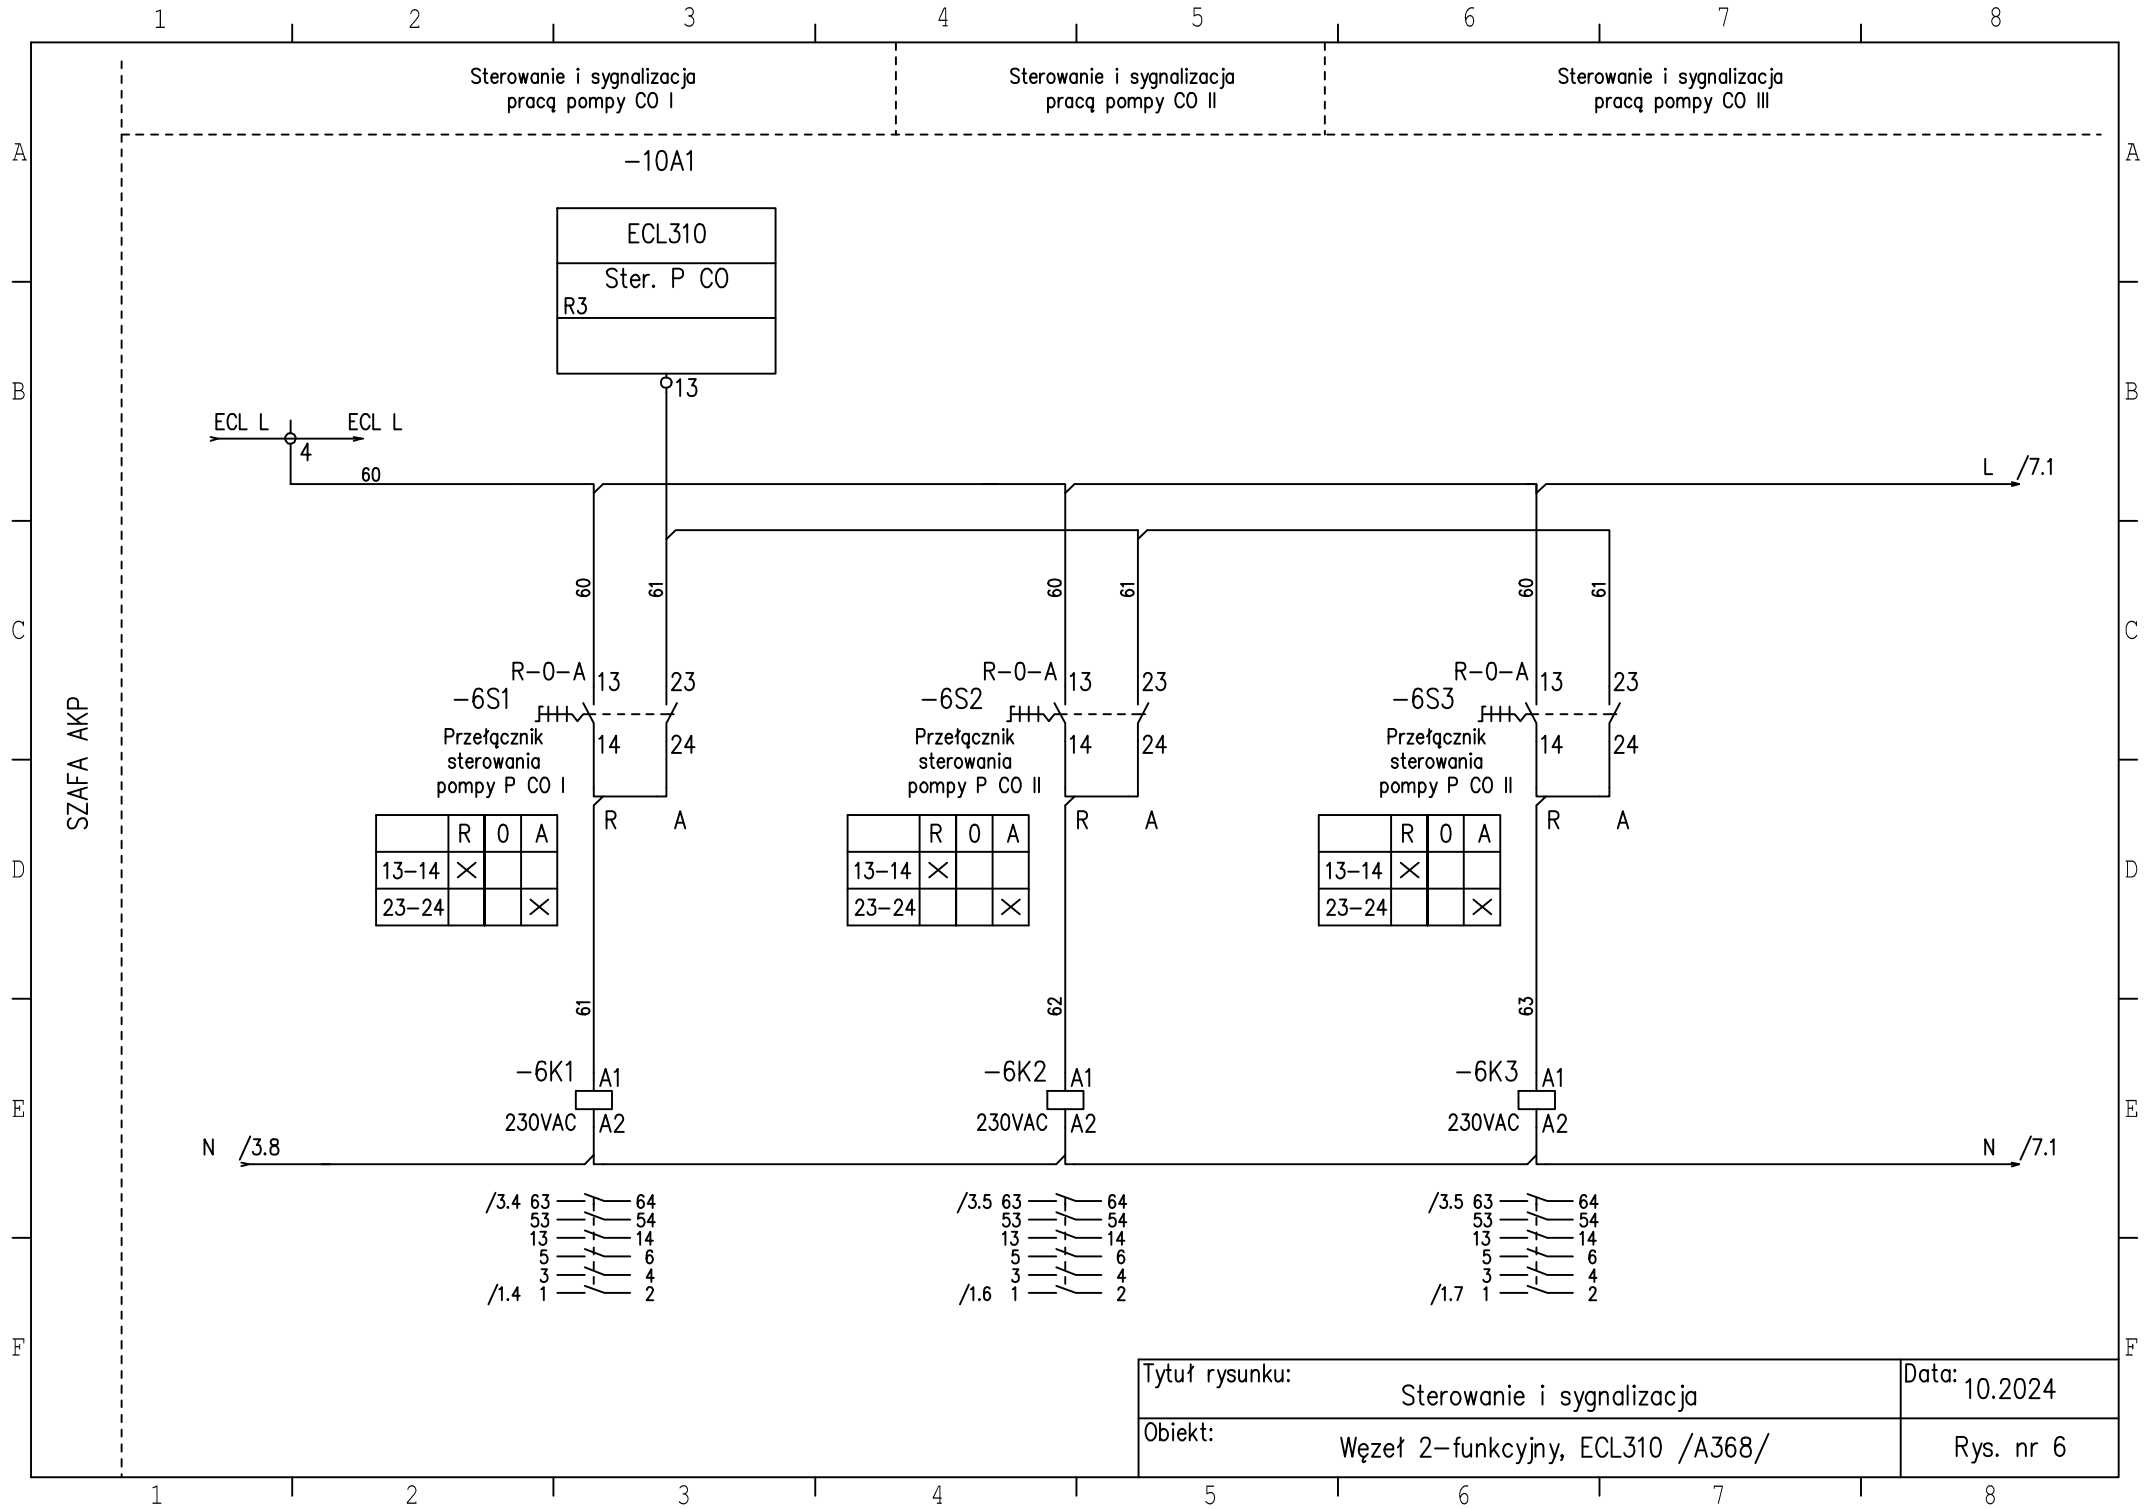 1 2 3 4 5 6 7 8
Sterowanie i sygnalizacja
pracą pompy CO I
Sterowanie i sygnalizacja
pracą pompy CO II
Sterowanie i sygnalizacja
pracą pompy CO III
A A
-10A1
ECL310
Ster. P CO
R3
13
B B
ECL L ECL L
4
60
L /7.1
60 61 60 61 60 61
C C
SZAFA AKP
R-0-A 13 23
-6S1
Przełącznik
sterowania
pompy P CO I
14 24
R A
R-0-A 13 23
-6S2
Przełącznik
sterowania
pompy P CO II
14 24
R A
R-0-A 13 23
-6S3
Przełącznik
sterowania
pompy P CO II
14 24
R A
R 0 A
13-14 X
23-24 X
R 0 A
13-14 X
23-24 X
R 0 A
13-14 X
23-24 X
D D
61 62 63
-6K1 A1
230VAC A2
-6K2 A1
230VAC A2
-6K3 A1
230VAC A2
E E
N /3.8
N /7.1
/3.4 63 64
53 54
13 14
5 6
3 4
/1.4 1 2
/3.5 63 64
53 54
13 14
5 6
3 4
/1.6 1 2
/3.5 63 64
53 54
13 14
5 6
3 4
/1.7 1 2
F F
Tytuł rysunku:
Sterowanie i sygnalizacja
Data: 10.2024
Obiekt:
Węzeł 2-funkcyjny, ECL310 /A368/
Rys. nr 6
1 2 3 4 5 6 7 8